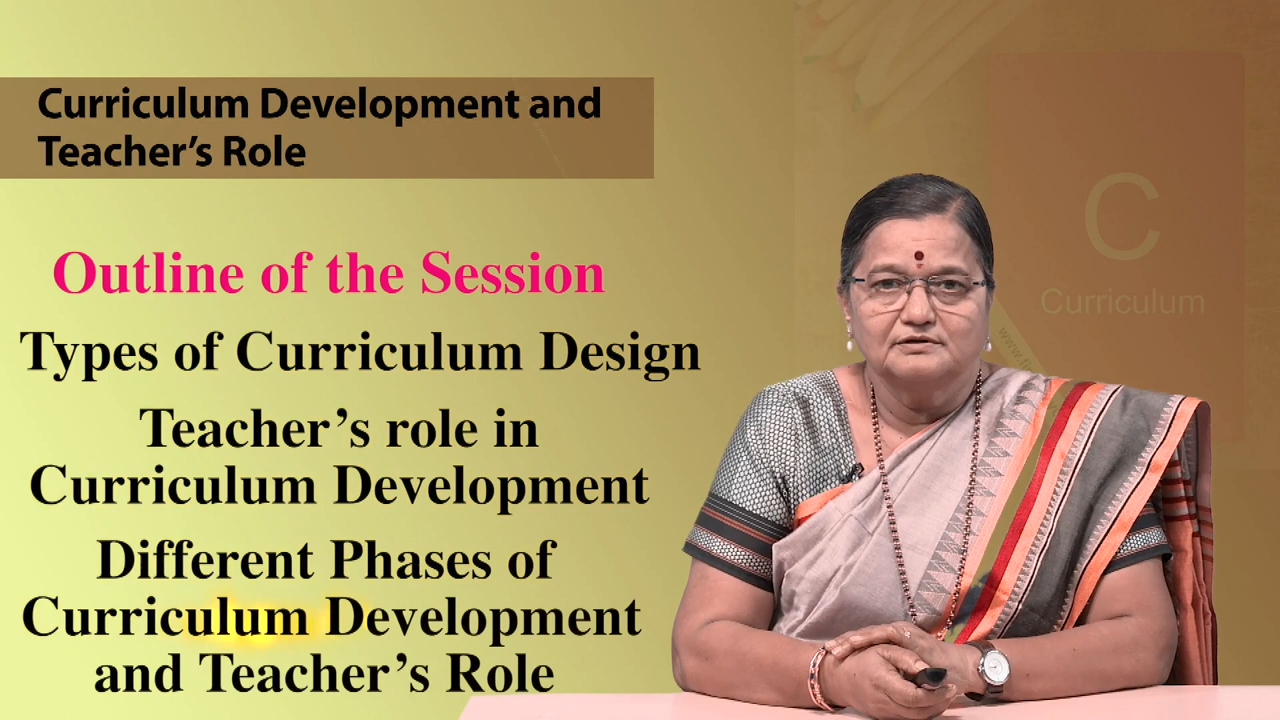 Curriculum Development and
Teacher's Role
Outline of the Session
Types of Curriculum Design
Teacher's role in
Curriculum Development
Different Phases of
Curriculum Development
and Teacher's Role
C
Curriculum